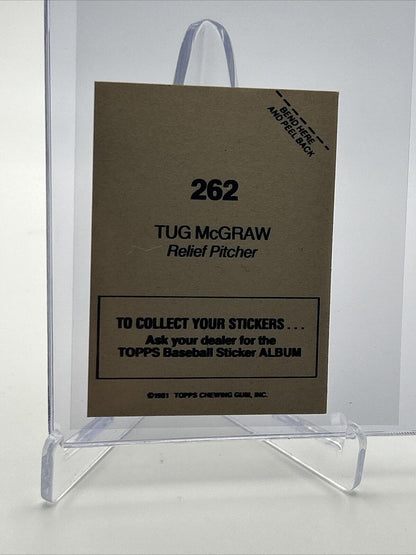 BEND HERE
AND PEEL BACK
262
TUG McGRAW
Relief Pitcher
TO COLLECT YOUR STICKERS...
Ask your dealer for the
TOPPS Baseball Sticker ALBUM
©1981 TOPPS CHEWING GUM, INC.